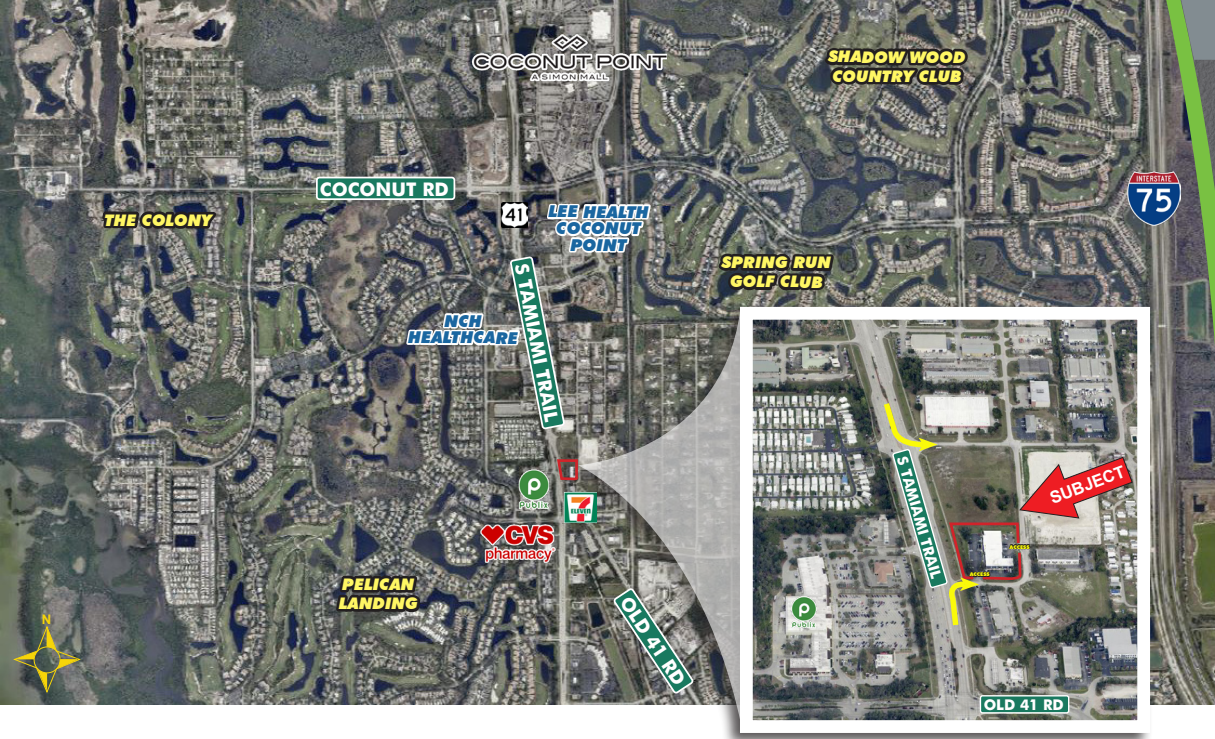 COCONUT POINT
A SIMON MALL
SHADOW WOOD
COUNTRY CLUB
INTERSTATE
75
COCONUT RD
THE COLONY
41
LEE HEALTH
COCONUT
POINT
SPRING RUN
GOLF CLUB
S TAMIAMI TRAIL
NCH
HEALTHCARE
p
Publix
7
ELEVEN
CVS
pharmacy
PELICAN
LANDING
OLD 41 RD
N
S TAMIAMI TRAIL
SUBJECT
ACCESS
ACCESS
p
Publix
OLD 41 RD